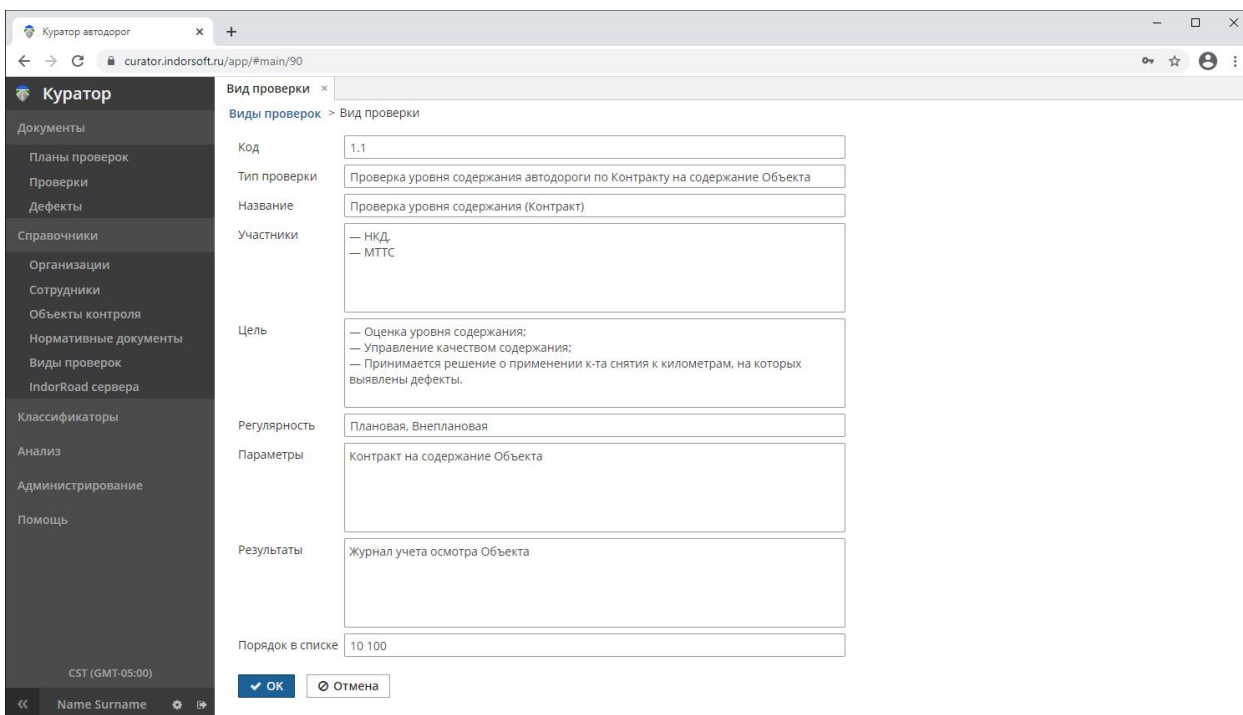 Куратор автодорог
curator.indorsoft.ru/app/#main/90
Куратор
Документы
Планы проверок
Проверки
Дефекты
Справочники
Организации
Сотрудники
Объекты контроля
Нормативные документы
Виды проверок
IndorRoad сервера
Классификаторы
Анализ
Администрирование
Помощь
CST (GMT-05:00)
Name Surname
Вид проверки
Виды проверок > Вид проверки
Код 1.1
Тип проверки Проверка уровня содержания автодороги по Контракту на содержание Объекта
Название Проверка уровня содержания (Контракт)
Участники — НКД,
— МТТС
Цель — Оценка уровня содержания;
— Управление качеством содержания;
— Принимается решение о применении к-та снятия к километрам, на которых
выявлены дефекты.
Регулярность Плановая, Внеплановая
Параметры Контракт на содержание Объекта
Результаты Журнал учета осмотра Объекта
Порядок в списке 10 100
ОК
Отмена